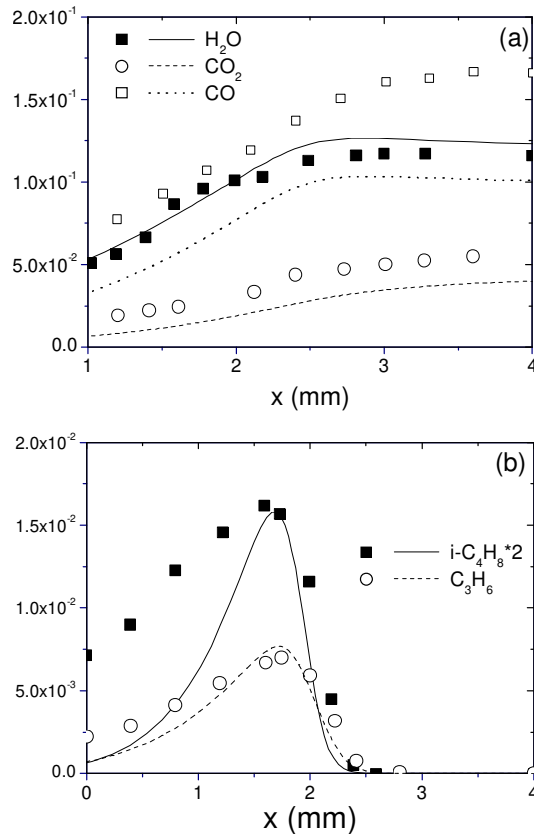 2.0x10⁻¹
(a)
H₂O
CO₂
CO
1.5x10⁻¹
1.0x10⁻¹
5.0x10⁻²
0.0
1 2 3 4
x (mm)
2.0x10⁻²
(b)
1.5x10⁻²
i-C₄H₈*2
C₃H₆
1.0x10⁻²
5.0x10⁻³
0.0
0 1 2 3 4
x (mm)